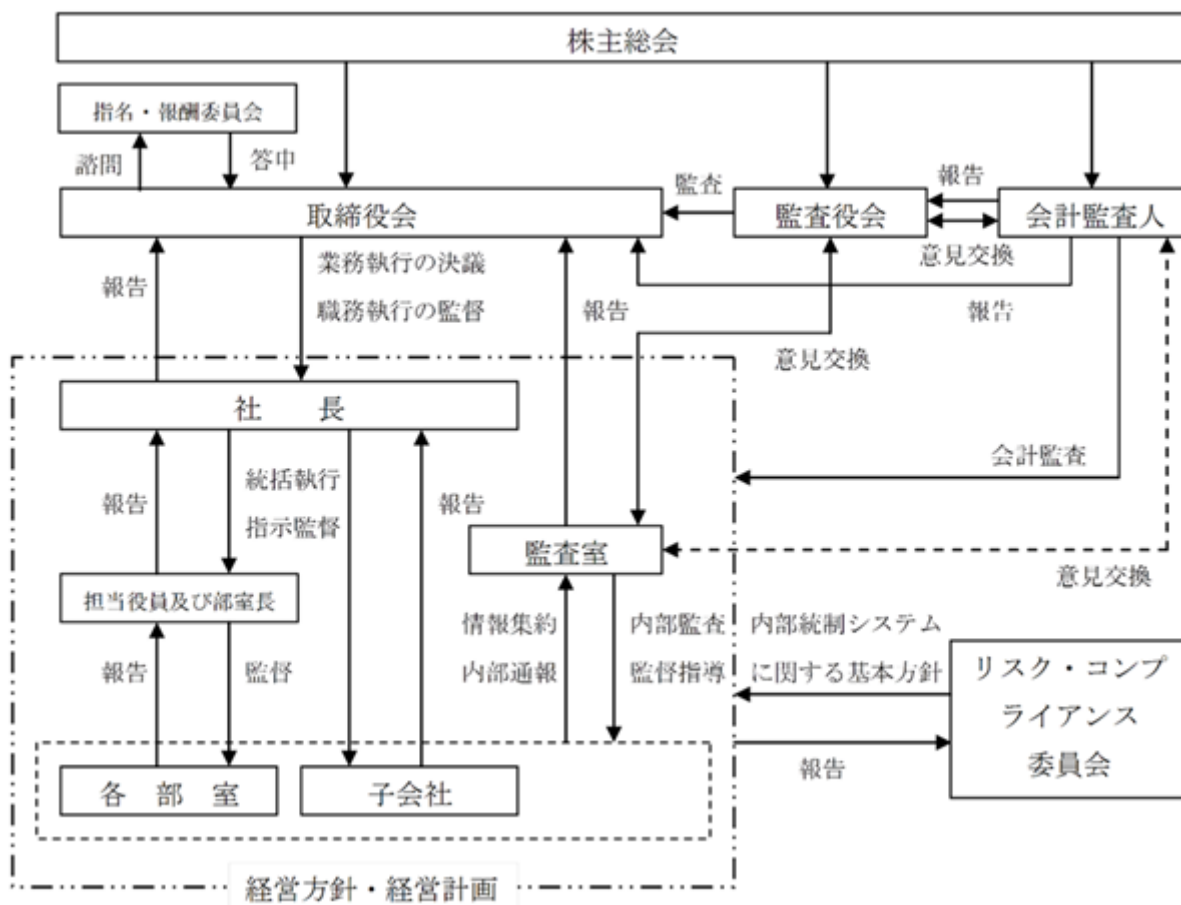 株主総会
指名・報酬委員会
諮問
答申
監査
報告
取締役会
監査役会
会計監査人
意見交換
報告
業務執行の決議
職務執行の監督
報告
報告
意見交換
社　長
会計監査
報告
統括執行
指示監督
報告
監査室
意見交換
担当役員及び部室長
情報集約
内部通報
内部監査
監督指導
内部統制システム
に関する基本方針
報告
監督
リスク・コンプ
ライアンス
委員会
報告
各　部　室
子会社
経営方針・経営計画